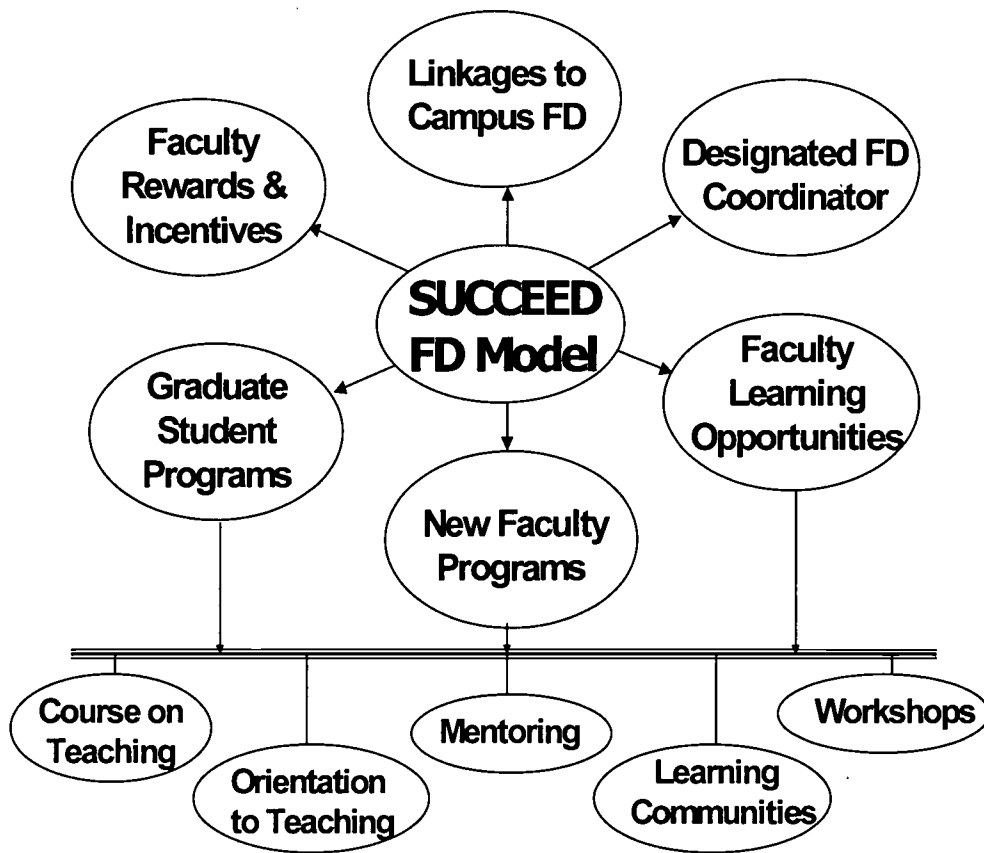 Linkages to
Campus FD
Faculty
Rewards &
Incentives
Designated FD
Coordinator
SUCCEED
FD Model
Graduate
Student
Programs
Faculty
Learning
Opportunities
New Faculty
Programs
Course on
Teaching
Orientation
to Teaching
Mentoring
Learning
Communities
Workshops